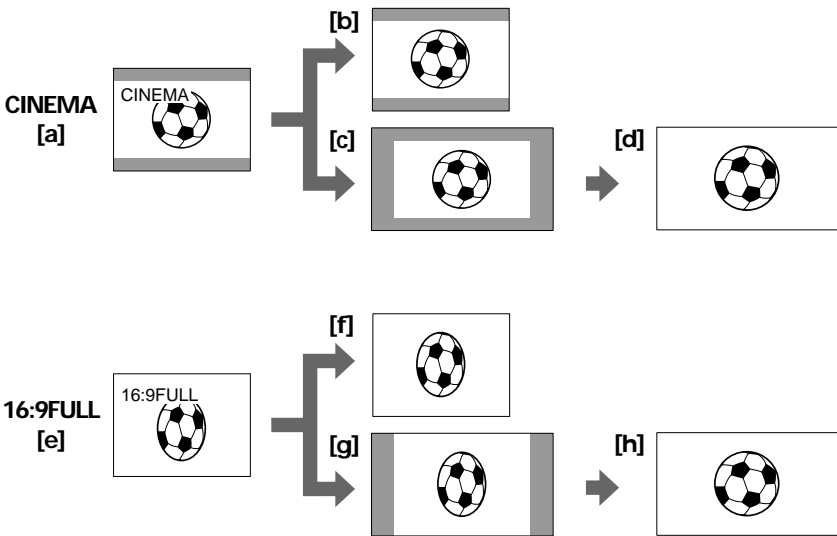 [b]
CINEMA
[a]
CINEMA
[c]
[d]
[f]
16:9FULL
[e]
16:9FULL
[g]
[h]